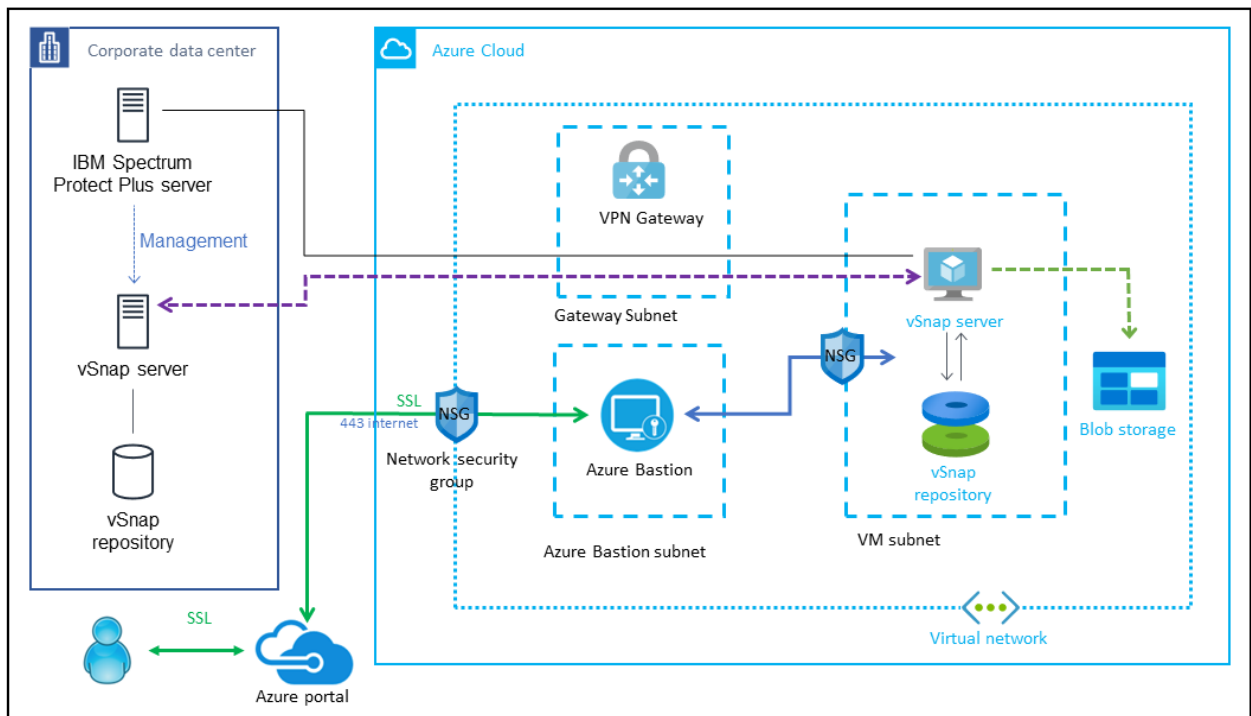 Corporate data center
IBM Spectrum
Protect Plus server
Management
vSnap server
vSnap
repository
SSL
Azure portal
Azure Cloud
VPN Gateway
Gateway Subnet
SSL
443 internet
NSG
Network security
group
Azure Bastion
Azure Bastion subnet
NSG
vSnap server
vSnap
repository
VM subnet
Blob storage
Virtual network